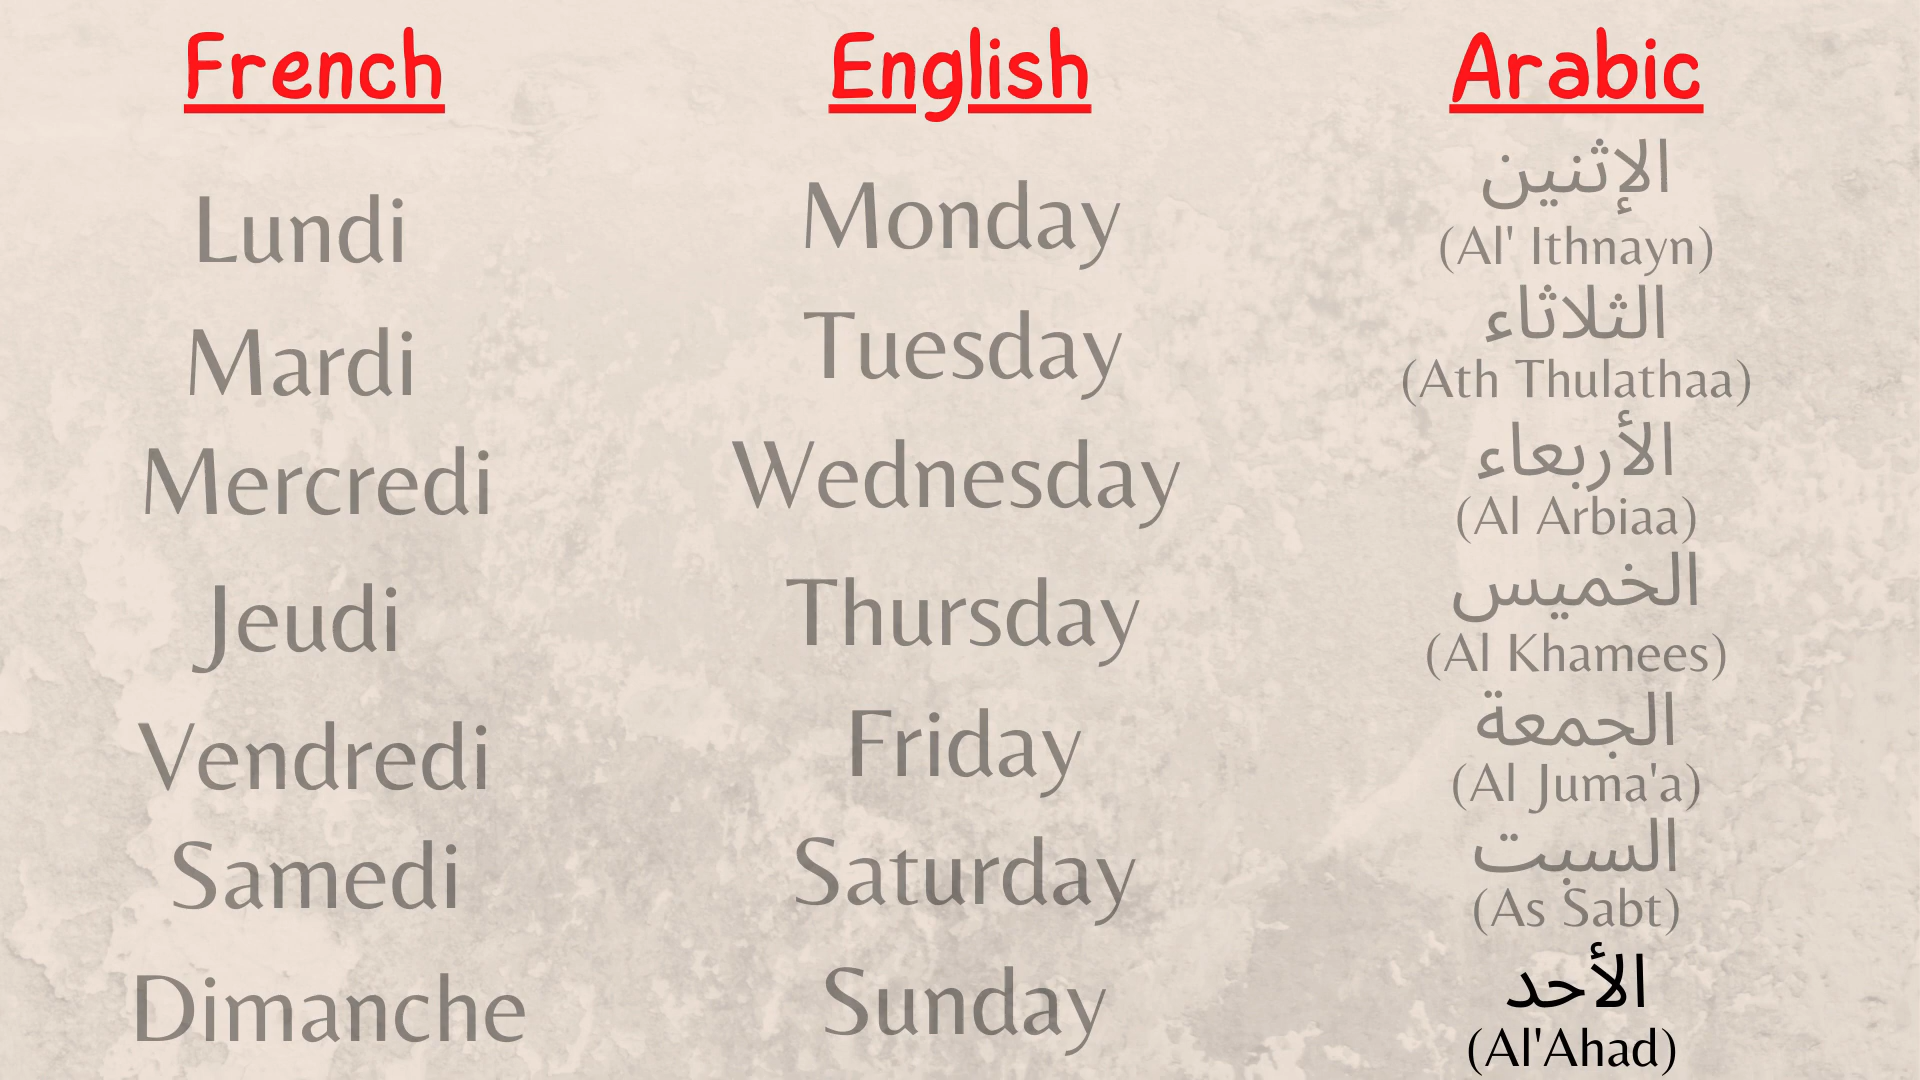 French English Arabic
Lundi Monday الإثنين
(Al' Ithnayn)
Mardi Tuesday الثلاثاء
(Ath Thulathaa)
Mercredi Wednesday الأربعاء
(Al Arbiaa)
Jeudi Thursday الخميس
(Al Khamees)
Vendredi Friday الجمعة
(Al Juma'a)
Samedi Saturday السبت
(As Sabt)
Dimanche Sunday الأحد
(Al'Ahad)